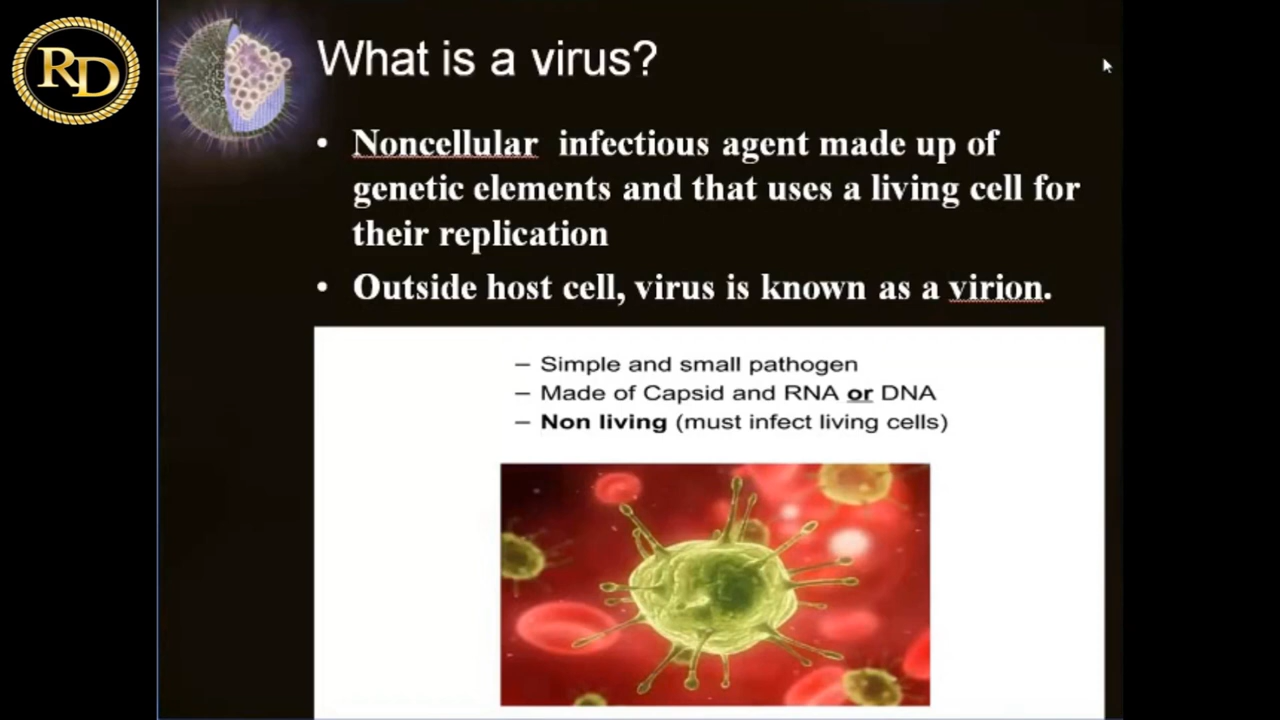 RD
What is a virus?
• Noncellular infectious agent made up of
genetic elements and that uses a living cell for
their replication
• Outside host cell, virus is known as a virion.
– Simple and small pathogen
– Made of Capsid and RNA or DNA
– Non living (must infect living cells)